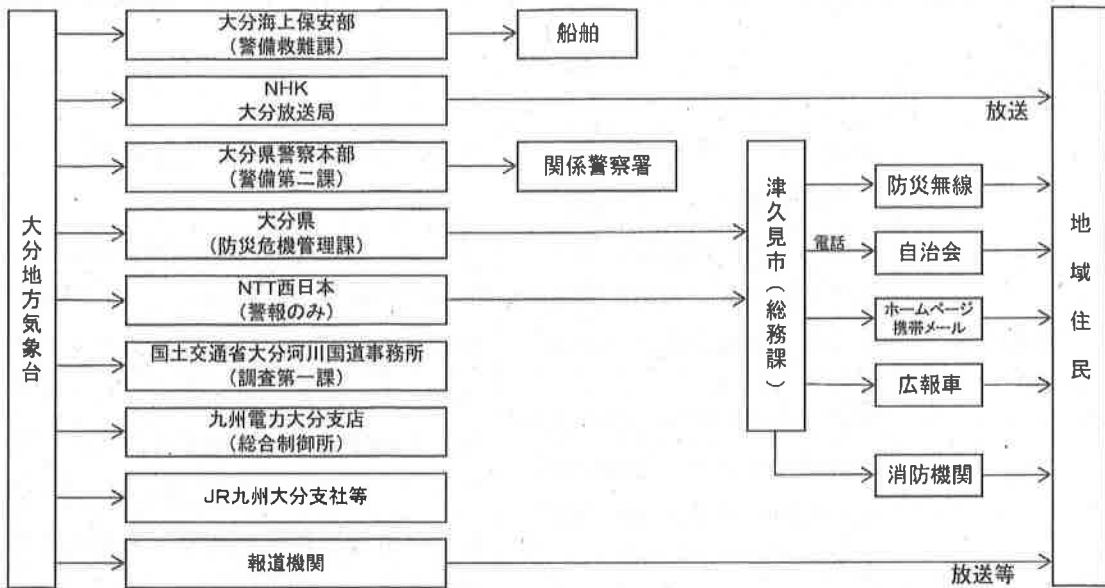 大分地方気象台
大分海上保安部
(警備救難課)
船舶
NHK
大分放送局
放送
大分県警察本部
(警備第二課)
関係警察署
大分県
(防災危機管理課)
NTT西日本
(警報のみ)
国土交通省大分河川国道事務所
(調査第一課)
九州電力大分支店
(総合制御所)
JR九州大分支社等
報道機関
放送等
津久見市(総務課)
防災無線
電話
自治会
ホームページ
携帯メール
広報車
消防機関
地域住民